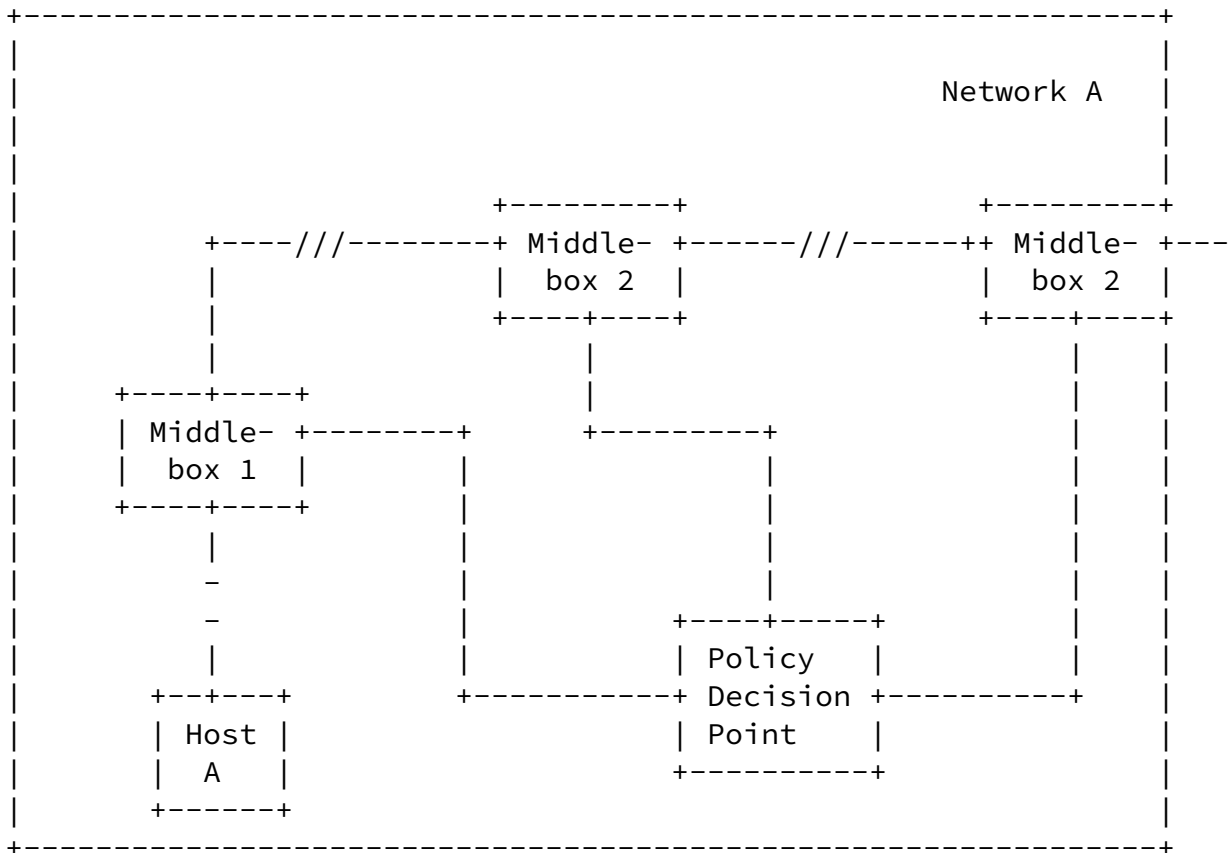 Network A
Middle-
box 2
Middle-
box 2
Middle-
box 1
Policy
Decision
Point
Host
A